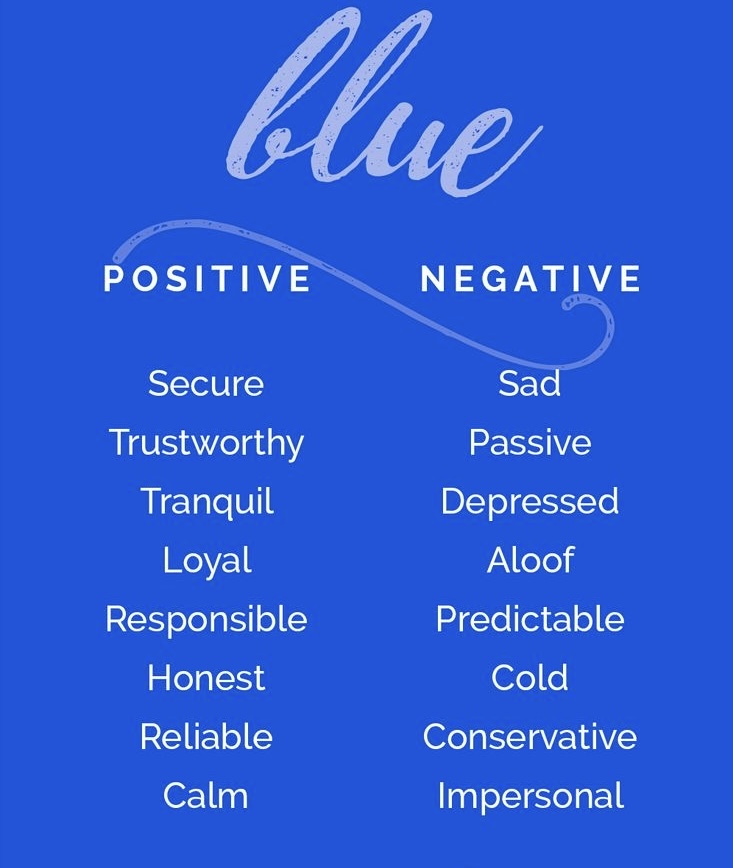 blue
POSITIVE NEGATIVE
Secure Sad
Trustworthy Passive
Tranquil Depressed
Loyal Aloof
Responsible Predictable
Honest Cold
Reliable Conservative
Calm Impersonal